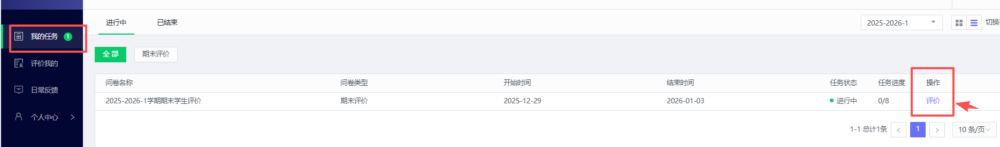 进行中 已结束 2025-2026-1
我的任务 1
全部 期末评价
评价我的
日常反馈
个人中心
问卷名称 问卷类型 开始时间 结束时间 任务状态 任务进度 操作
2025-2026-1学期期末学生评价 期末评价 2025-12-29 2026-01-03 进行中 0/8 评价
1-1 总计1条 < 1 > 10 条/页
切换